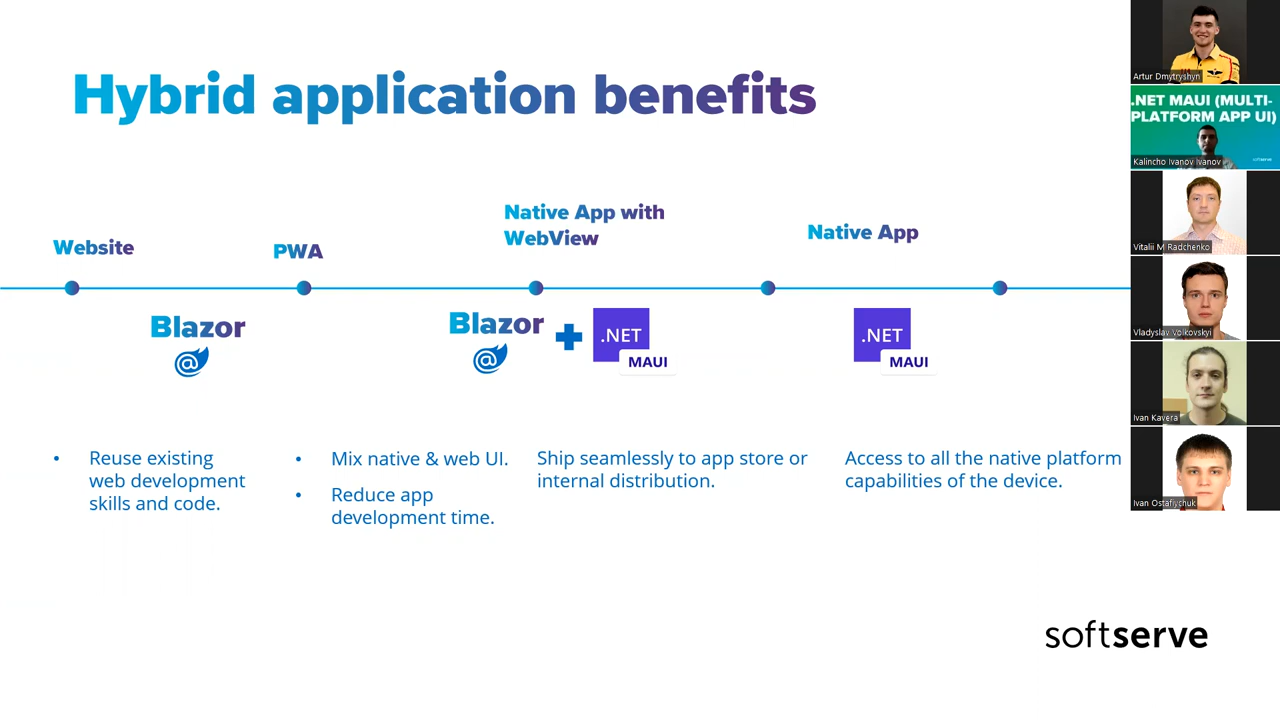 Hybrid application benefits
Website
PWA
Native App with
WebView
Native App
Blazor
Blazor
.NET
MAUI
.NET
MAUI
• Reuse existing
web development
skills and code.
• Mix native & web UI.
• Reduce app
development time.
Ship seamlessly to app store or
internal distribution.
Access to all the native platform
capabilities of the device.
softserve
Artur Dmytryshyn
.NET MAUI (MULTI-
PLATFORM APP UI)
softserve
Kalincho Ivanov Ivanov
Vitalii M Radchenko
Vladyslav Volkovskyi
Ivan Kavera
Ivan Ostafiychuk